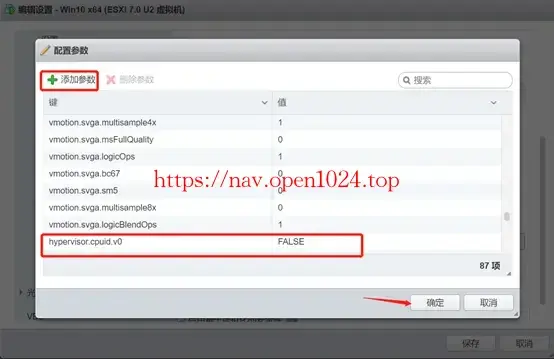 编辑设置 - Win10 x64 (ESXI 7.0 U2 虚拟机)
配置参数
添加参数 删除参数 搜索
键 值
vmotion.svga.multisample4x 1
vmotion.svga.msFullQuality 0
vmotion.svga.logicOps 1
vmotion.svga.bc67 0
https://nav.open1024.top
vmotion.svga.sm5 0
vmotion.svga.multisample8x 0
vmotion.svga.logicBlendOps 1
hypervisor.cpuid.v0 FALSE
87 项
确定 取消
保存 取消